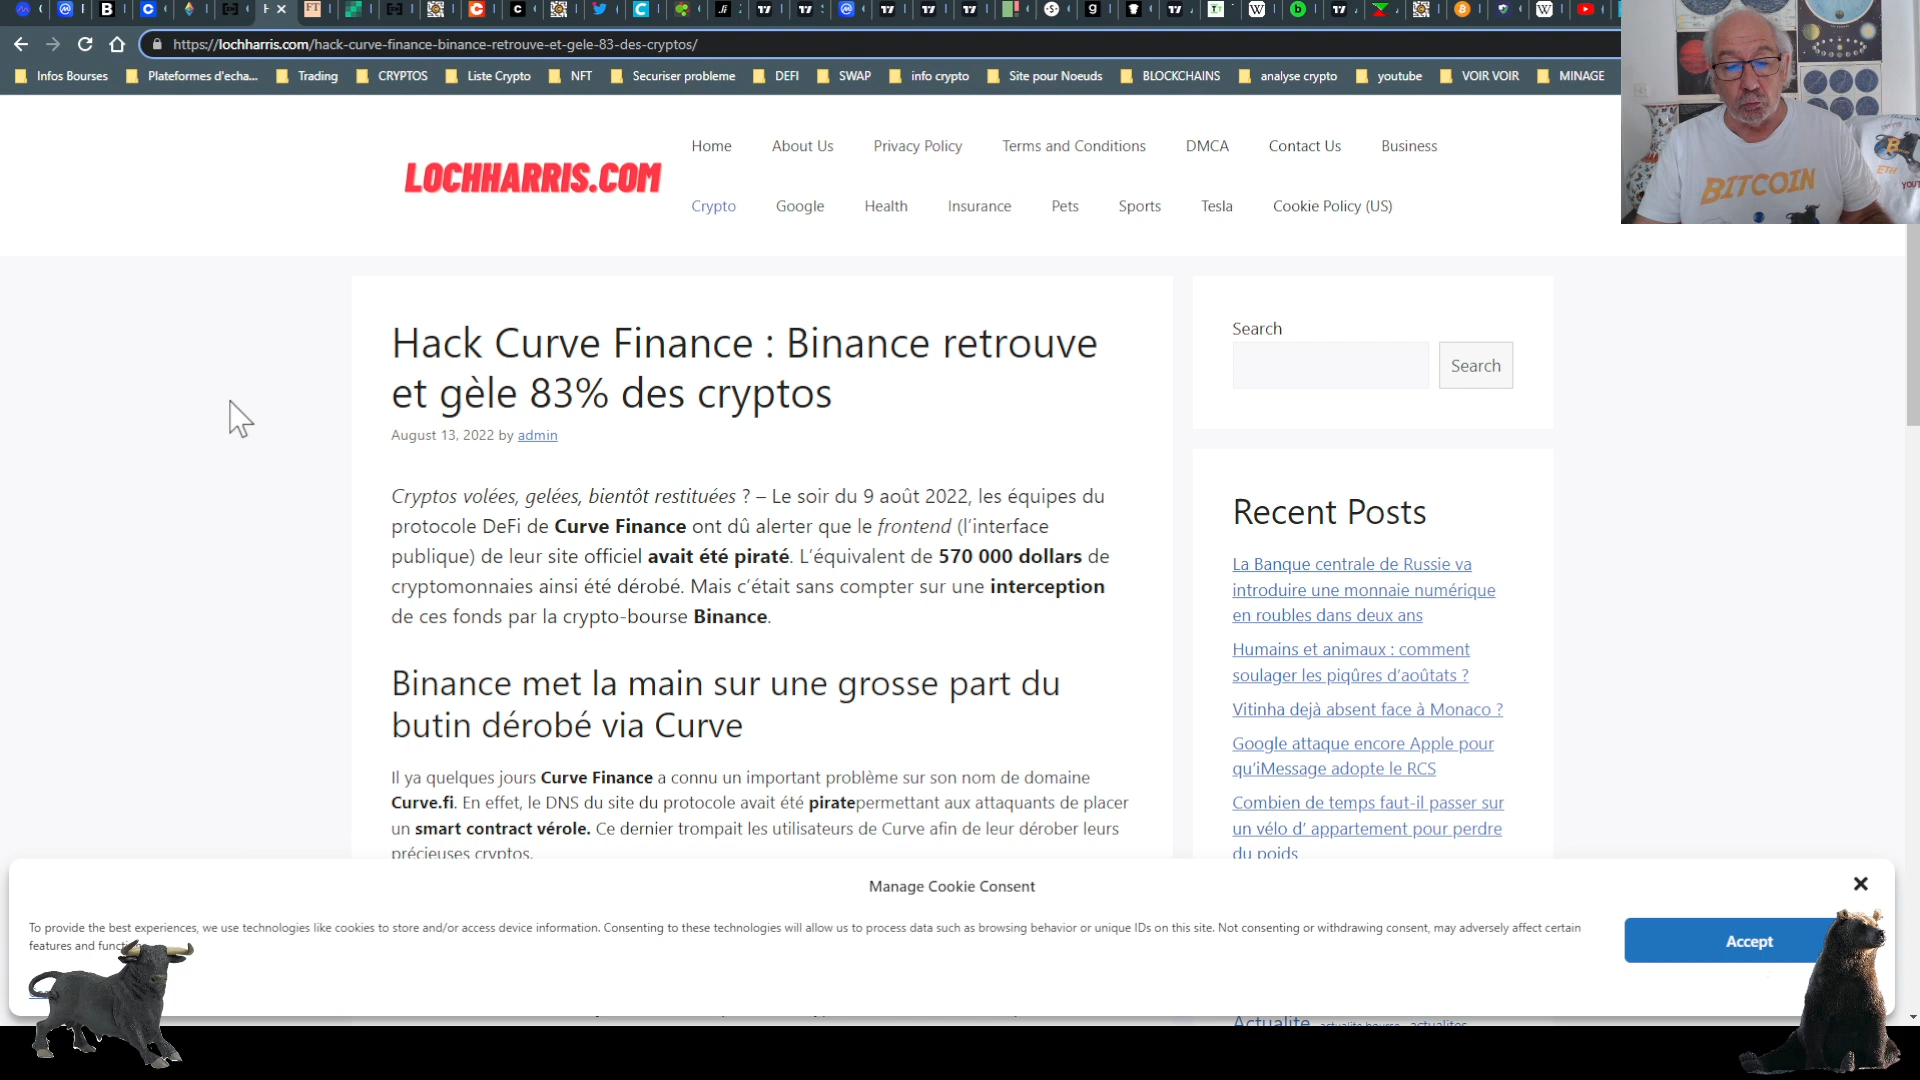 https://lochharris.com/hack-curve-finance-binance-retrouve-et-gele-83-des-cryptos/
Infos Bourses Plateformes d'echa... Trading CRYPTOS Liste Crypto NFT Securiser probleme DEFI SWAP info crypto Site pour Noeuds BLOCKCHAINS analyse crypto youtube VOIR VOIR MINAGE
BITCOIN
ETH
LOCHHARRIS.COM
Home About Us Privacy Policy Terms and Conditions DMCA Contact Us Business
Crypto Google Health Insurance Pets Sports Tesla Cookie Policy (US)
Hack Curve Finance : Binance retrouve
et gèle 83% des cryptos
August 13, 2022 by admin
Cryptos volées, gelées, bientôt restituées ? – Le soir du 9 août 2022, les équipes du
protocole DeFi de Curve Finance ont dû alerter que le frontend (l'interface
publique) de leur site officiel avait été piraté. L'équivalent de 570 000 dollars de
cryptomonnaies ainsi été dérobé. Mais c'était sans compter sur une interception
de ces fonds par la crypto-bourse Binance.
Binance met la main sur une grosse part du
butin dérobé via Curve
Il ya quelques jours Curve Finance a connu un important problème sur son nom de domaine
Curve.fi. En effet, le DNS du site du protocole avait été piratepermettant aux attaquants de placer
un smart contract vérole. Ce dernier trompait les utilisateurs de Curve afin de leur dérober leurs
précieuses cryptos.
Search
Search
Recent Posts
La Banque centrale de Russie va
introduire une monnaie numérique
en roubles dans deux ans
Humains et animaux : comment
soulager les piqûres d'aoûtats ?
Vitinha dejà absent face à Monaco ?
Google attaque encore Apple pour
qu'iMessage adopte le RCS
Combien de temps faut-il passer sur
un vélo d' appartement pour perdre
du poids
Manage Cookie Consent
To provide the best experiences, we use technologies like cookies to store and/or access device information. Consenting to these technologies will allow us to process data such as browsing behavior or unique IDs on this site. Not consenting or withdrawing consent, may adversely affect certain
features and
Accept
Actualite actualite bourse actualites